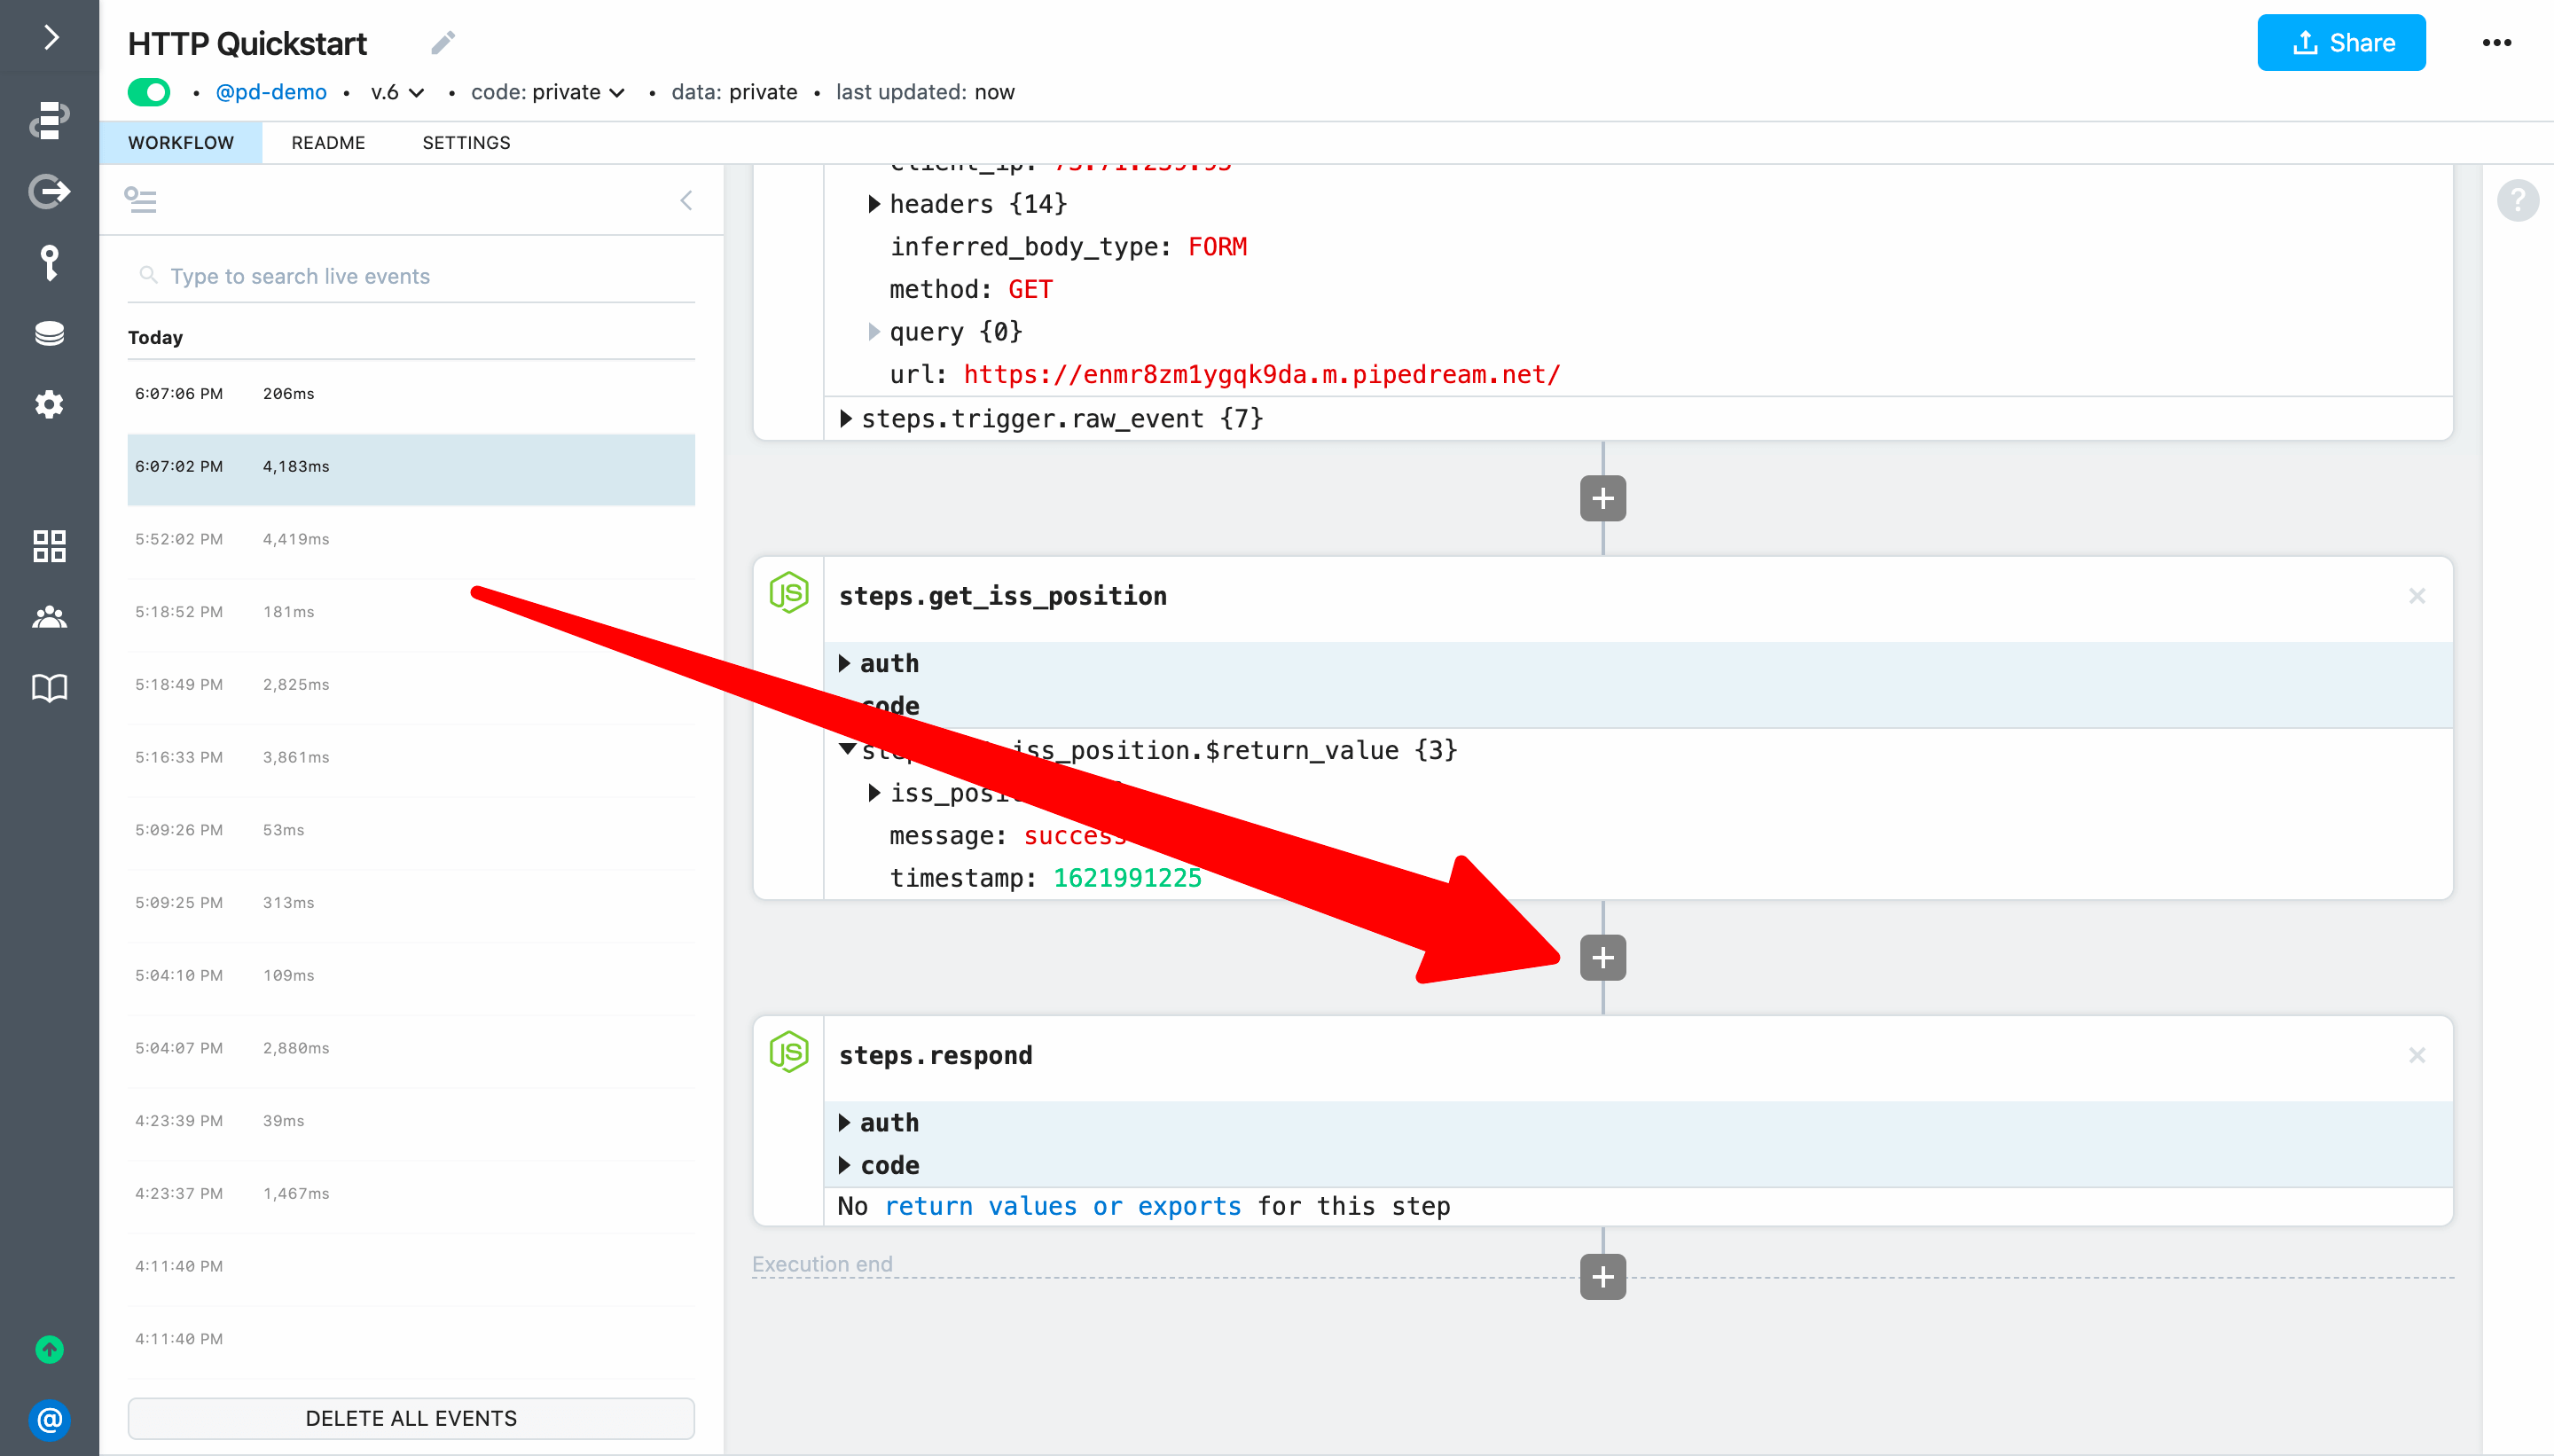 HTTP Quickstart
Share
• @pd-demo • v.6 • code: private • data: private • last updated: now
WORKFLOW README SETTINGS
Type to search live events
Today
6:07:06 PM 206ms
6:07:02 PM 4,183ms
5:52:02 PM 4,419ms
5:18:52 PM 181ms
5:18:49 PM 2,825ms
5:16:33 PM 3,861ms
5:09:26 PM 53ms
5:09:25 PM 313ms
5:04:10 PM 109ms
5:04:07 PM 2,880ms
4:23:39 PM 39ms
4:23:37 PM 1,467ms
4:11:40 PM
4:11:40 PM
DELETE ALL EVENTS
headers {14}
inferred_body_type: FORM
method: GET
query {0}
url: https://enmr8zm1ygqk9da.m.pipedream.net/
steps.trigger.raw_event {7}
JS steps.get_iss_position
auth
code
iss_position.$return_value {3}
message: success
timestamp: 1621991225
JS steps.respond
auth
code
No return values or exports for this step
Execution end